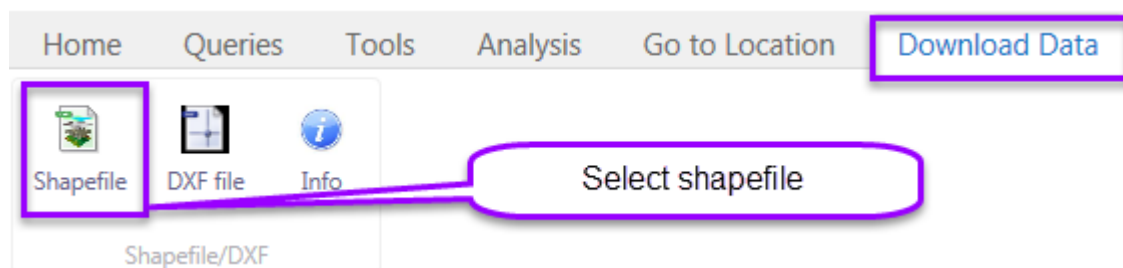 Home Queries Tools Analysis Go to Location Download Data
Shapefile DXF file Info
Select shapefile
Shapefile/DXF